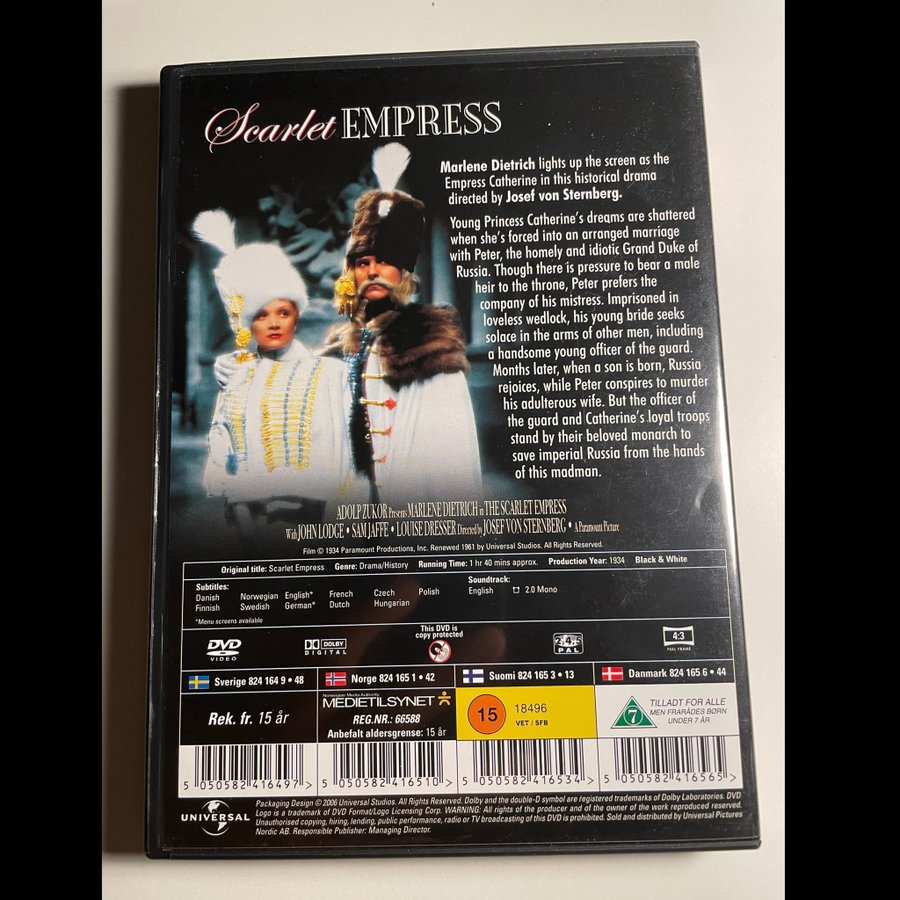 Scarlet EMPRESS
Marlene Dietrich lights up the screen as the
Empress Catherine in this historical drama
directed by Josef von Sternberg.
Young Princess Catherine's dreams are shattered
when she's forced into an arranged marriage
with Peter, the homely and idiotic Grand Duke of
Russia. Though there is pressure to bear a male
heir to the throne, Peter prefers the
company of his mistress. Imprisoned in
loveless wedlock, his young bride seeks
solace in the arms of other men, including
a handsome young officer of the guard.
Months later, when a son is born, Russia
rejoices, while Peter conspires to murder
his adulterous wife. But the officer of
the guard and Catherine's loyal troops
stand by their beloved monarch to
save imperial Russia from the hands
of this madman.
ADOLP ZUKOR Presents MARLENE DIETRICH in THE SCARLET EMPRESS
With JOHN LODGE • SAM JAFFE • LOUISE DRESSER Directed by JOSEF VON STERNBERG • A Paramount Picture
Film © 1934 Paramount Productions, Inc. Renewed 1961 by Universal Studios. All Rights Reserved.
Original title: Scarlet Empress Genre: Drama/History Running Time: 1 hr 40 mins approx. Production Year: 1934 Black & White
Subtitles:
Danish Norwegian English* French Czech Polish
Finnish Swedish German* Dutch Hungarian
*Menu screens available
Soundtrack:
English 2.0 Mono
DVD
VIDEO
DOLBY
DIGITAL
This DVD is
copy protected
2.4.5
PAL
4:3
FULL FRAME
Sverige 824 164 9 • 48
Norge 824 165 1 • 42
Suomi 824 165 3 • 13
Danmark 824 165 6 • 44
Rek. fr. 15 år
Norwegian Media Authority
MEDIETILSYNET
REG.NR.: 66588
Anbefalt aldersgrense: 15 år
15
18496
VET / SFB
7
TILLADT FOR ALLE
MEN FRARÅDES BØRN
UNDER 7 ÅR
5 050582 416497 >
5 050582 416510 >
5 050582 416534 >
5 050582 416565 >
UNIVERSAL
Packaging Design © 2006 Universal Studios. All Rights Reserved. Dolby and the double-D symbol are registered trademarks of Dolby Laboratories. DVD
Logo is a trademark of DVD Format/Logo Licensing Corp. WARNING: All rights of the producer and of the owner of the work reproduced reserved.
Unauthorised copying, hiring, lending, public performance, radio or TV broadcasting of this DVD is prohibited. Sold and distributed by Universal Pictures
Nordic AB. Responsible Publisher: Managing Director.